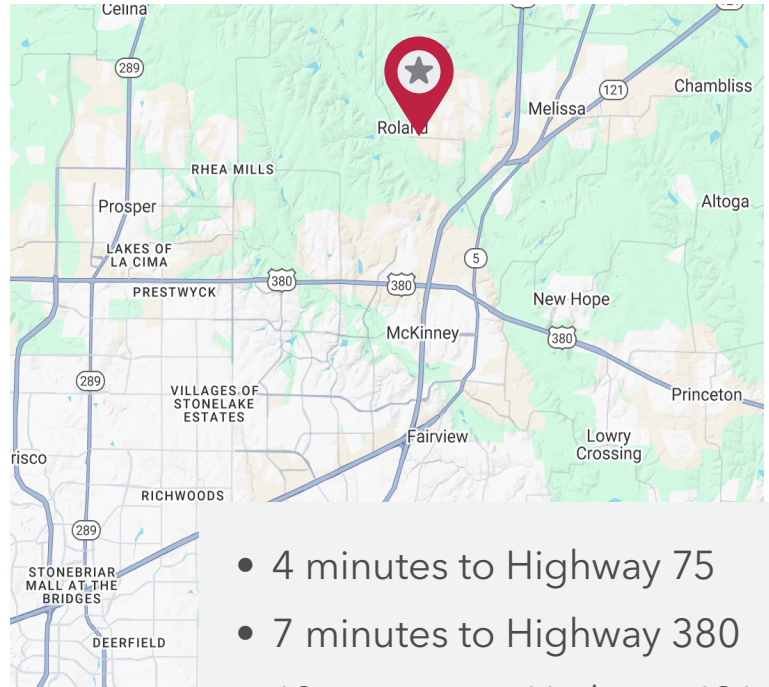 Celina
289
121
Chambliss
Melissa
Roland
RHEA MILLS
Prosper
Altoga
LAKES OF
LA CIMA
5
380
380
PRESTWYCK
New Hope
McKinney
380
289
VILLAGES OF
STONELAKE
ESTATES
Princeton
Fairview
Lowry
Crossing
risco
RICHWOODS
289
STONEBRIAR
MALL AT THE
BRIDGES
DEERFIELD
• 4 minutes to Highway 75
• 7 minutes to Highway 380